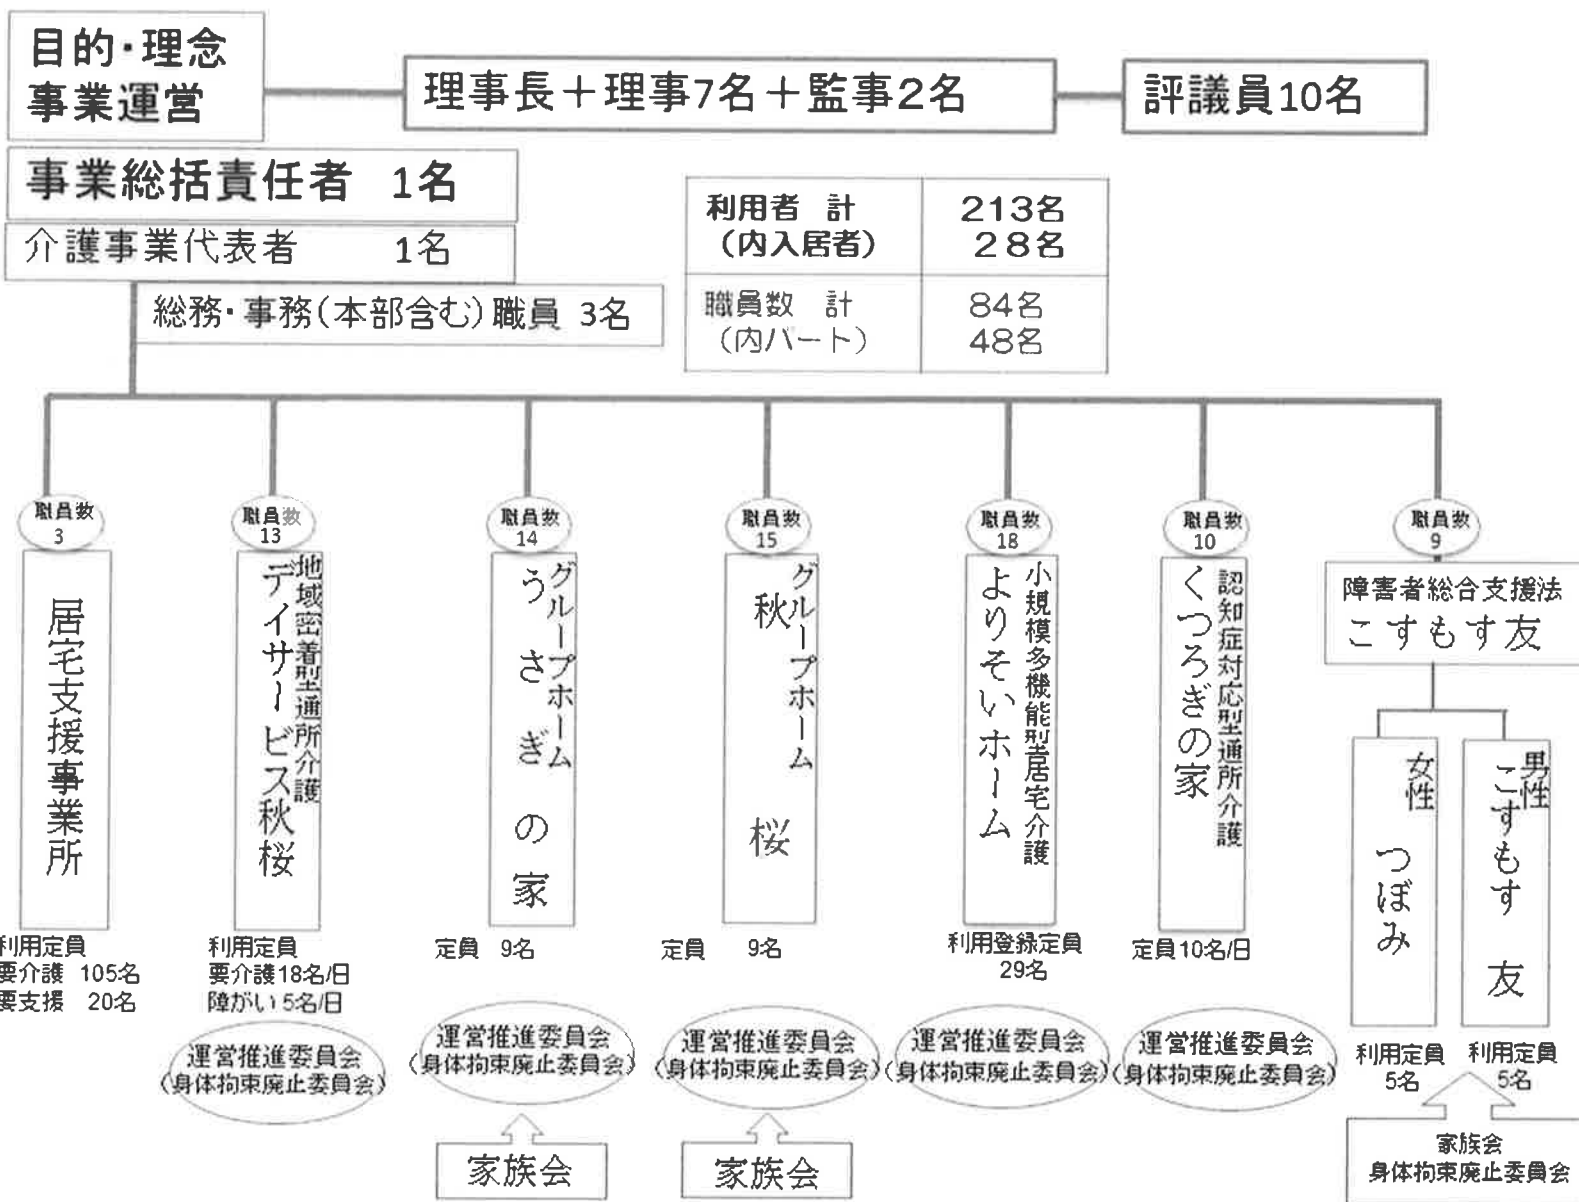 目的・理念
事業運営
理事長＋理事7名＋監事2名
評議員10名
事業総括責任者 1名
介護事業代表者 1名
総務・事務(本部含む)職員 3名
利用者 計 213名
(内入居者) 28名
職員数 計 84名
(内パート) 48名
職員数
3
居宅支援事業所
利用定員
要介護 105名
要支援 20名
職員数
13
地域密着型通所介護
デイサービス秋桜
利用定員
要介護18名/日
障がい5名/日
運営推進委員会
(身体拘束廃止委員会)
職員数
14
グループホーム
うさぎの家
定員 9名
運営推進委員会
(身体拘束廃止委員会)
家族会
職員数
15
グループホーム
秋桜
定員 9名
運営推進委員会
(身体拘束廃止委員会)
家族会
職員数
18
小規模多機能型居宅介護
よりそいホーム
利用登録定員
29名
運営推進委員会
(身体拘束廃止委員会)
職員数
10
認知症対応型通所介護
くつろぎの家
定員10名/日
運営推進委員会
(身体拘束廃止委員会)
職員数
9
障害者総合支援法
こすもす友
女性 つぼみ
利用定員
5名
男性
こすもす 友
利用定員
5名
家族会
身体拘束廃止委員会